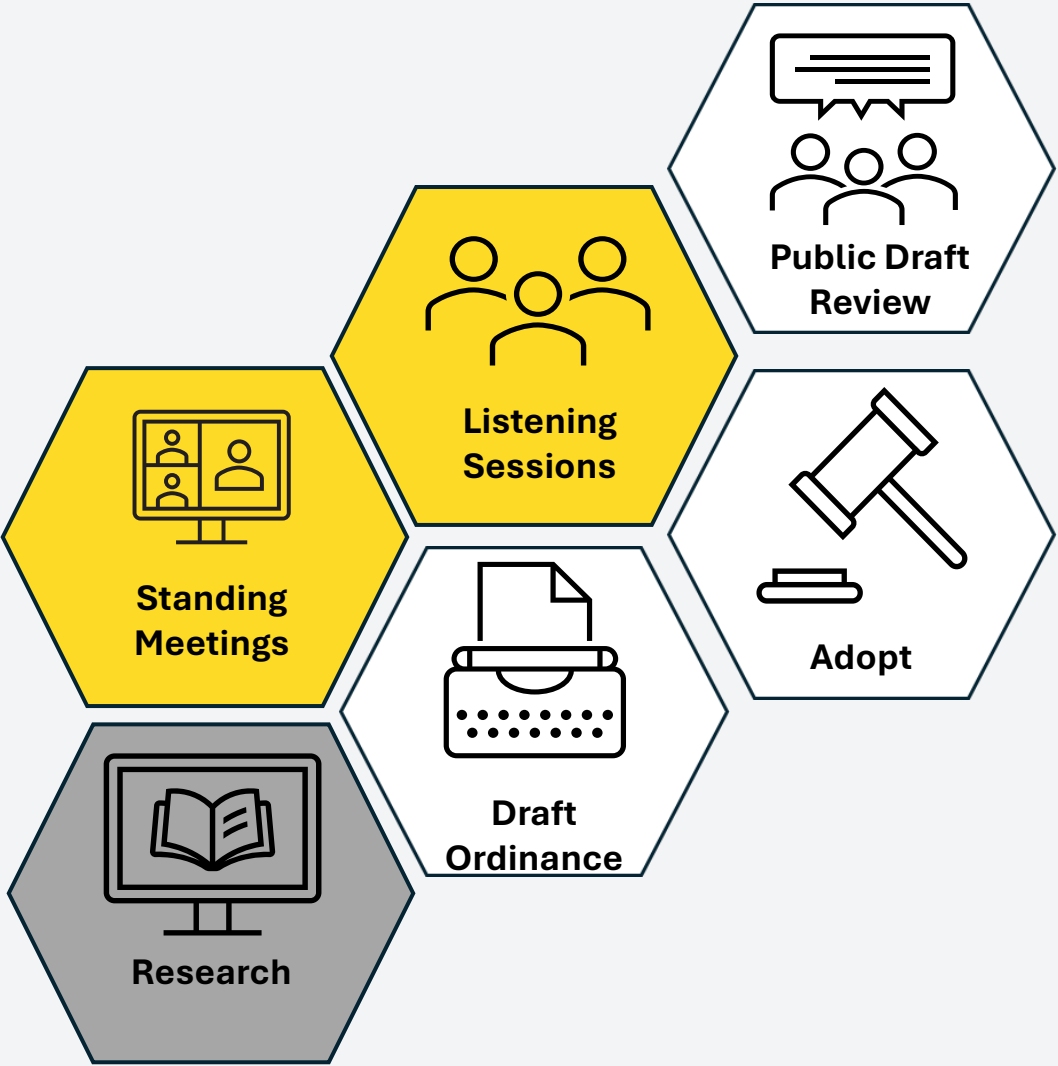 Public Draft
Review
Listening
Sessions
Standing
Meetings
Adopt
Draft
Ordinance
Research